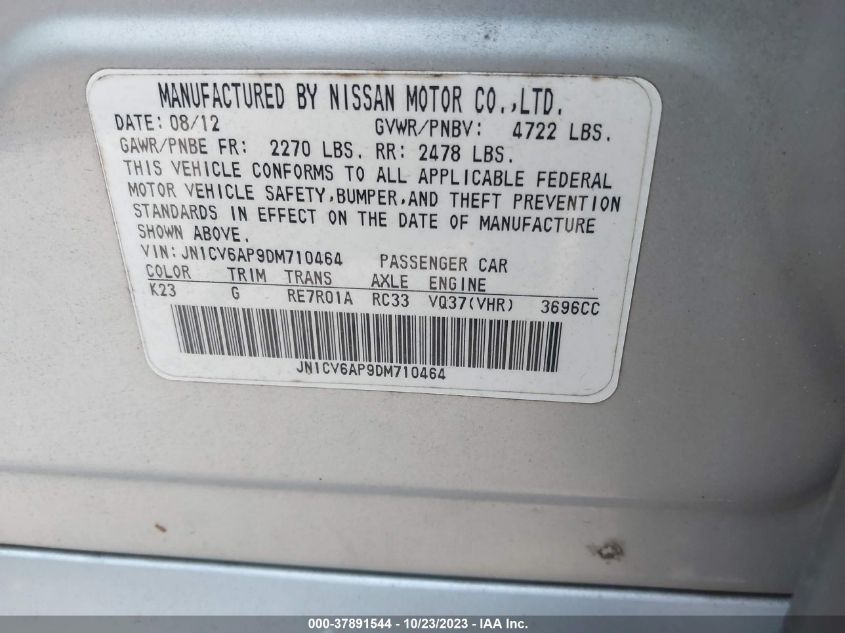 MANUFACTURED BY NISSAN MOTOR CO.,LTD.
DATE: 08/12 GVWR/PNBV: 4722 LBS.
GAWR/PNBE FR: 2270 LBS. RR: 2478 LBS.
THIS VEHICLE CONFORMS TO ALL APPLICABLE FEDERAL
MOTOR VEHICLE SAFETY,BUMPER,AND THEFT PREVENTION
STANDARDS IN EFFECT ON THE DATE OF MANUFACTURE
SHOWN ABOVE.
VIN: JN1CV6AP9DM710464 PASSENGER CAR
COLOR TRIM TRANS AXLE ENGINE
K23 G RE7R01A RC33 VQ37(VHR) 3696CC
JN1CV6AP9DM710464
000-37891544 | 10/23/2023 | IAA Inc.